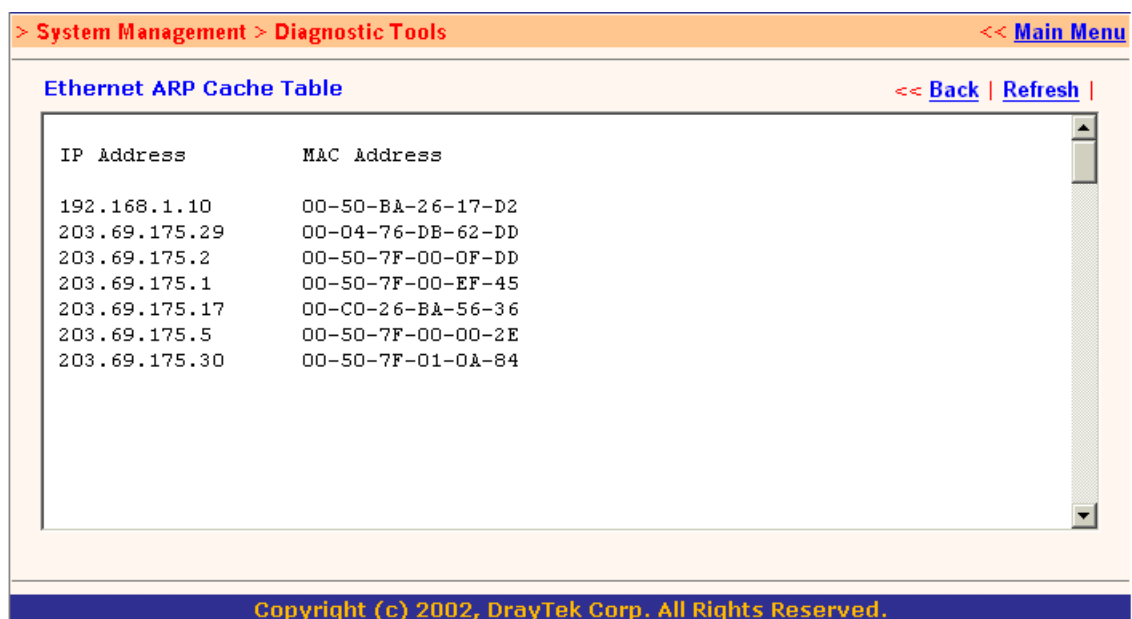 > System Management > Diagnostic Tools << Main Menu
Ethernet ARP Cache Table << Back | Refresh |
IP Address MAC Address
192.168.1.10 00-50-BA-26-17-D2
203.69.175.29 00-04-76-DB-62-DD
203.69.175.2 00-50-7F-00-0F-DD
203.69.175.1 00-50-7F-00-EF-45
203.69.175.17 00-C0-26-BA-56-36
203.69.175.5 00-50-7F-00-00-2E
203.69.175.30 00-50-7F-01-0A-84
Copyright (c) 2002, DrayTek Corp. All Rights Reserved.